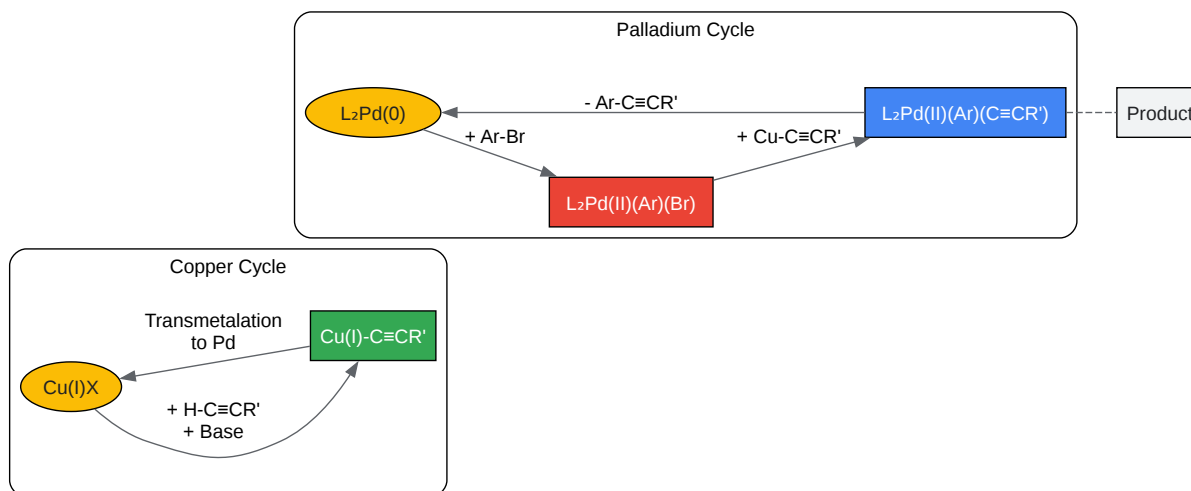 Palladium Cycle
L₂Pd(0)
- Ar-C≡CR'
L₂Pd(II)(Ar)(C≡CR')
Product
+ Ar-Br
+ Cu-C≡CR'
L₂Pd(II)(Ar)(Br)
Copper Cycle
Transmetalation
to Pd
Cu(I)-C≡CR'
Cu(I)X
+ H-C≡CR'
+ Base